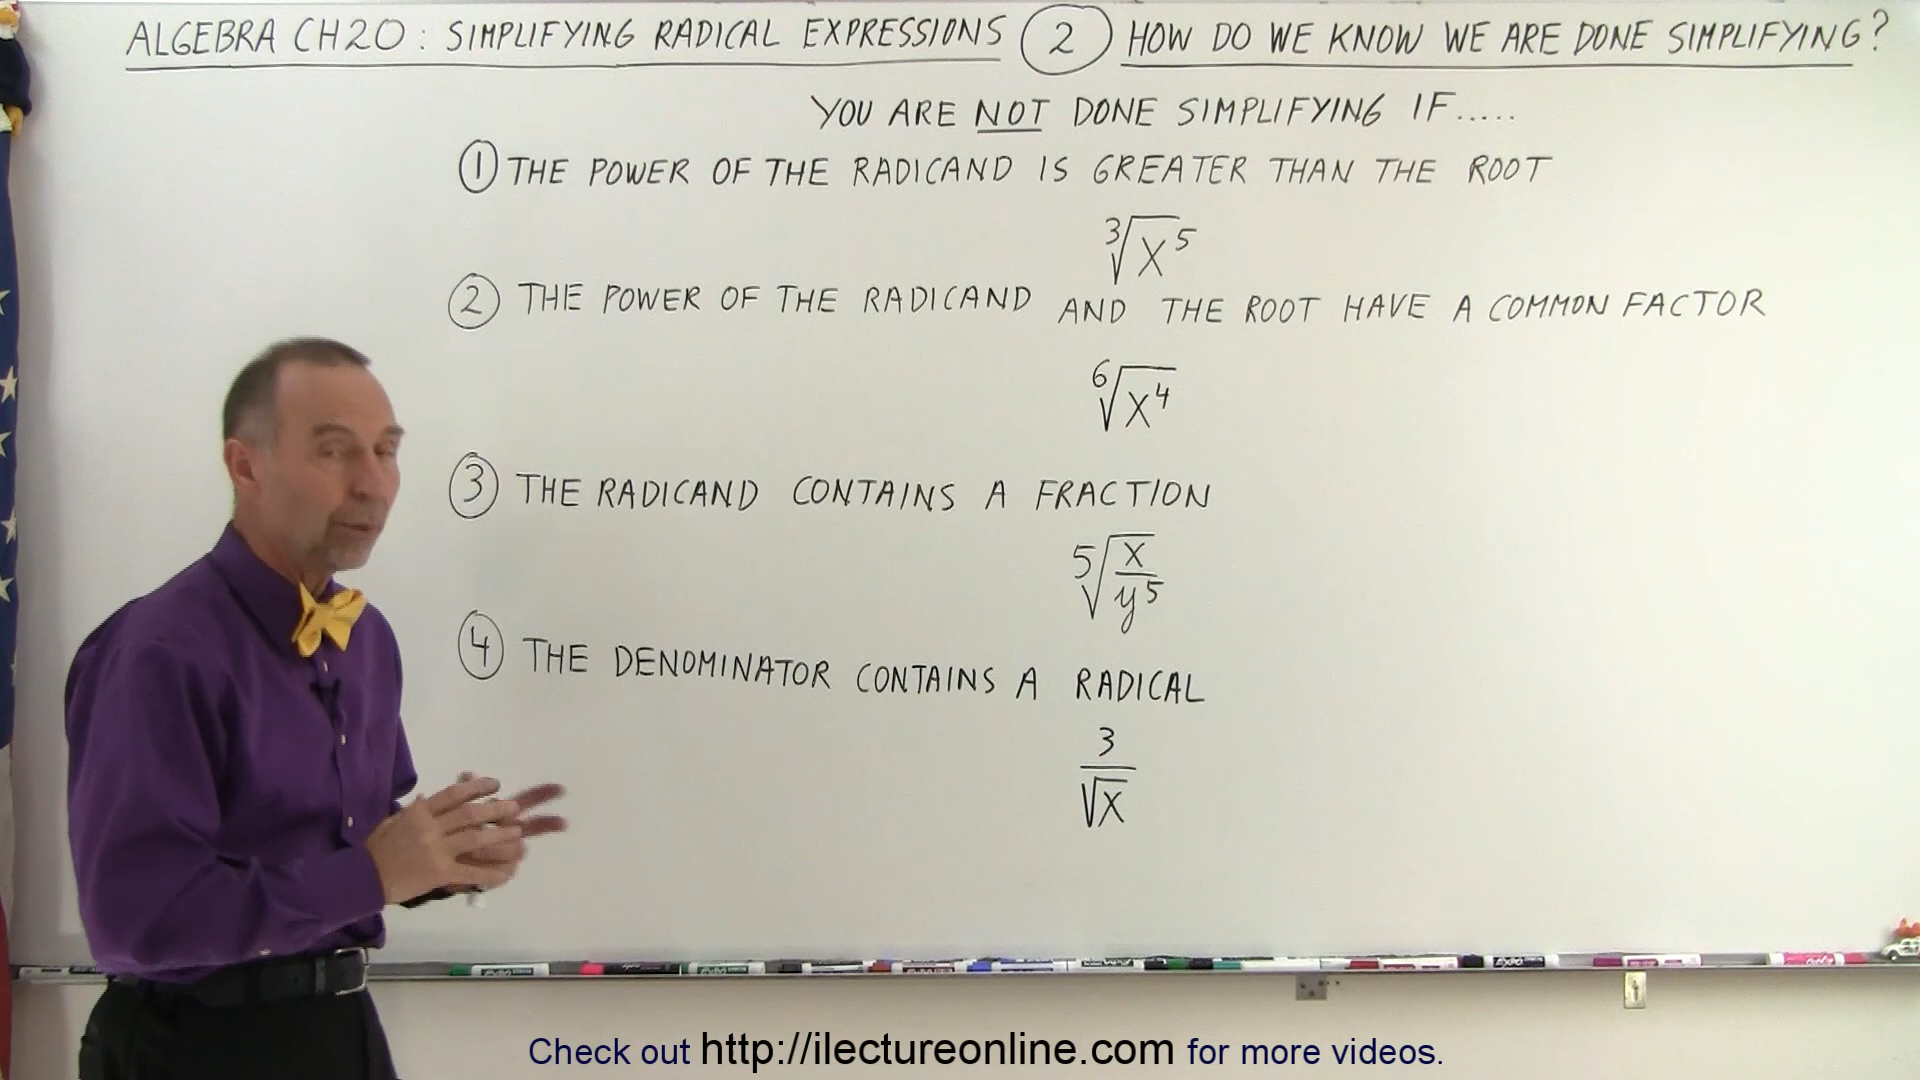 ALGEBRA CH20 : SIMPLIFYING RADICAL EXPRESSIONS (2) HOW DO WE KNOW WE ARE DONE SIMPLIFYING?
YOU ARE NOT DONE SIMPLIFYING IF.....
① THE POWER OF THE RADICAND IS GREATER THAN THE ROOT
∛x⁵
② THE POWER OF THE RADICAND AND THE ROOT HAVE A COMMON FACTOR
⁶√x⁴
③ THE RADICAND CONTAINS A FRACTION
⁵√(x/y⁵)
④ THE DENOMINATOR CONTAINS A RADICAL
3/√x
Check out http://ilectureonline.com for more videos.